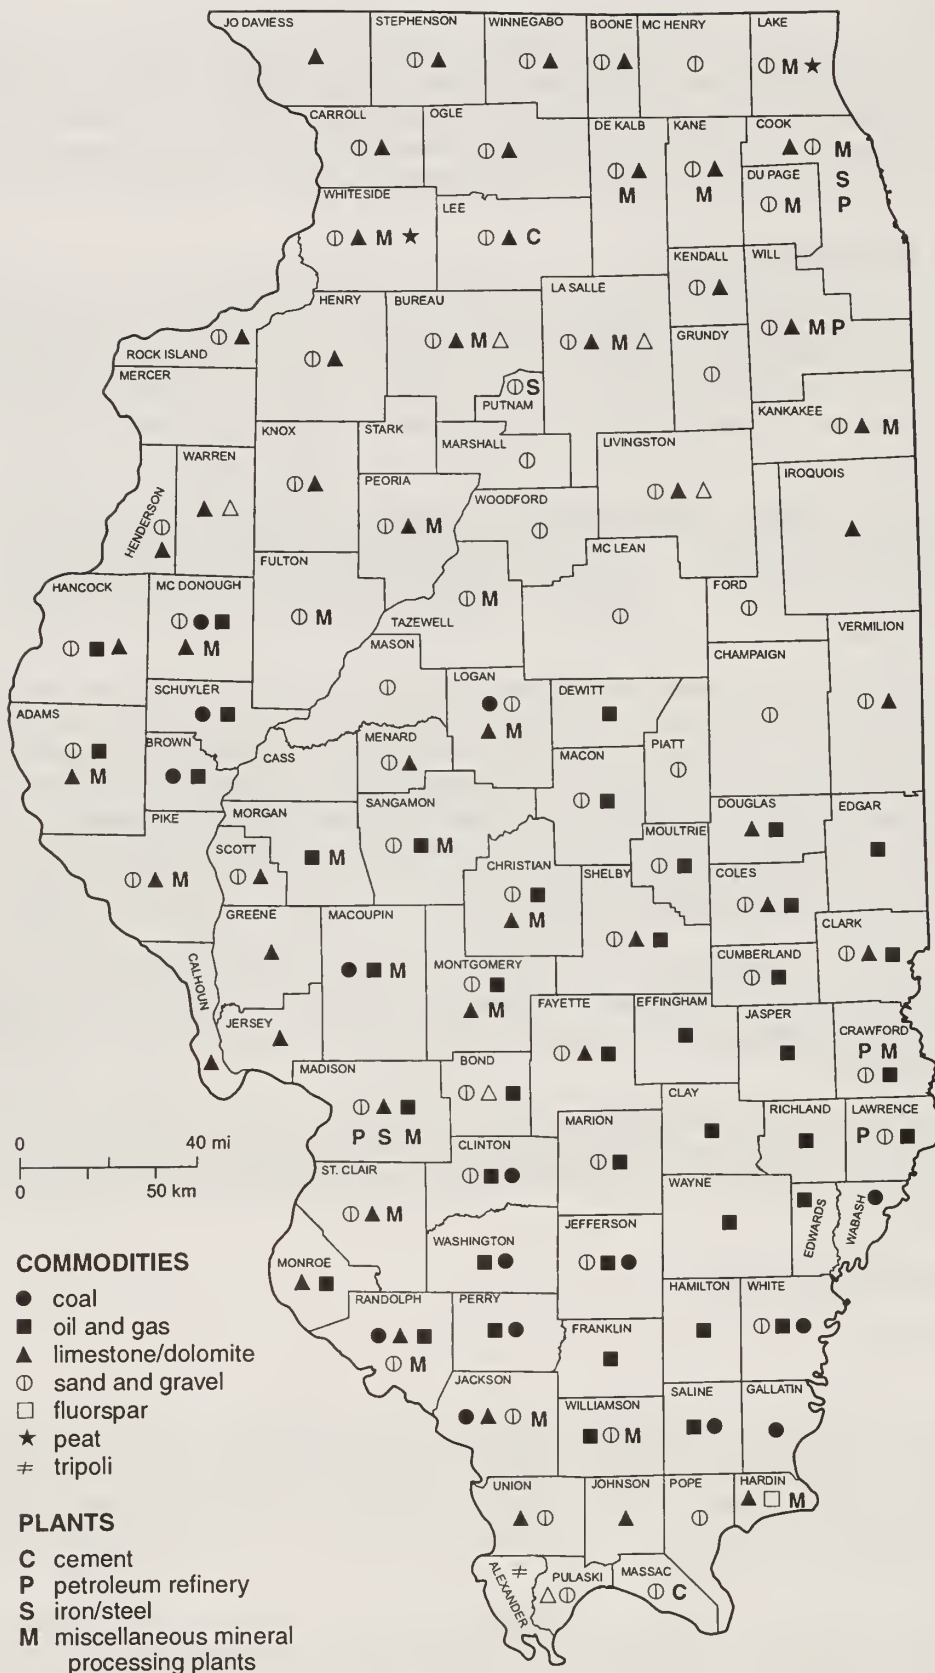 JO DAVIESS
STEPHENSON
WINNEGABO
BOONE
MC HENRY
LAKE
M
CARROLL
OGLE
DE KALB
M
KANE
M
COOK
M
S
P
DU PAGE
M
WHITESIDE
M
LEE
C
KENDALL
WILL
M P
ROCK ISLAND
HENRY
BUREAU
M
LA SALLE
M
GRUNDY
MERCER
S
PUTNAM
KANKAKEE
M
KNOX
STARK
MARSHALL
LIVINGSTON
WARREN
HENDERSON
PEORIA
M
WOODFORD
IROQUOIS
MC LEAN
FULTON
M
HANCOCK
MC DONOUGH
M
M
TAZEWELL
FORD
VERMILION
MASON
CHAMPAIGN
SCHUYLER
LOGAN
M
DEWITT
ADAMS
M
BROWN
CASS
MENARD
MACON
PIATT
PIKE
M
MORGAN
M
SANGAMON
M
DOUGLAS
EDGAR
SCOTT
MOULTRIE
CHRISTIAN
M
SHELBY
COLES
GREENE
MACOUPIN
M
CLARK
CALHOUN
MONTGOMERY
M
CUMBERLAND
JERSEY
FAYETTE
EFFINGHAM
JASPER
CRAWFORD
P M
MADISON
P S M
BOND
CLAY
RICHLAND
LAWRENCE
P
MARION
0 40 mi
0 50 km
CLINTON
ST. CLAIR
M
WAYNE
EDWARDS
WABASH
WASHINGTON
JEFFERSON
MONROE
RANDOLPH
M
PERRY
HAMILTON
WHITE
FRANKLIN
JACKSON
M
WILLIAMSON
M
SALINE
GALLATIN
UNION
JOHNSON
POPE
HARDIN
M
ALEXANDER
PULASKI
MASSAC
C
COMMODITIES
coal
oil and gas
limestone/dolomite
sand and gravel
fluorspar
peat
tripoli
PLANTS
C cement
P petroleum refinery
S iron/steel
M miscellaneous mineral
processing plants